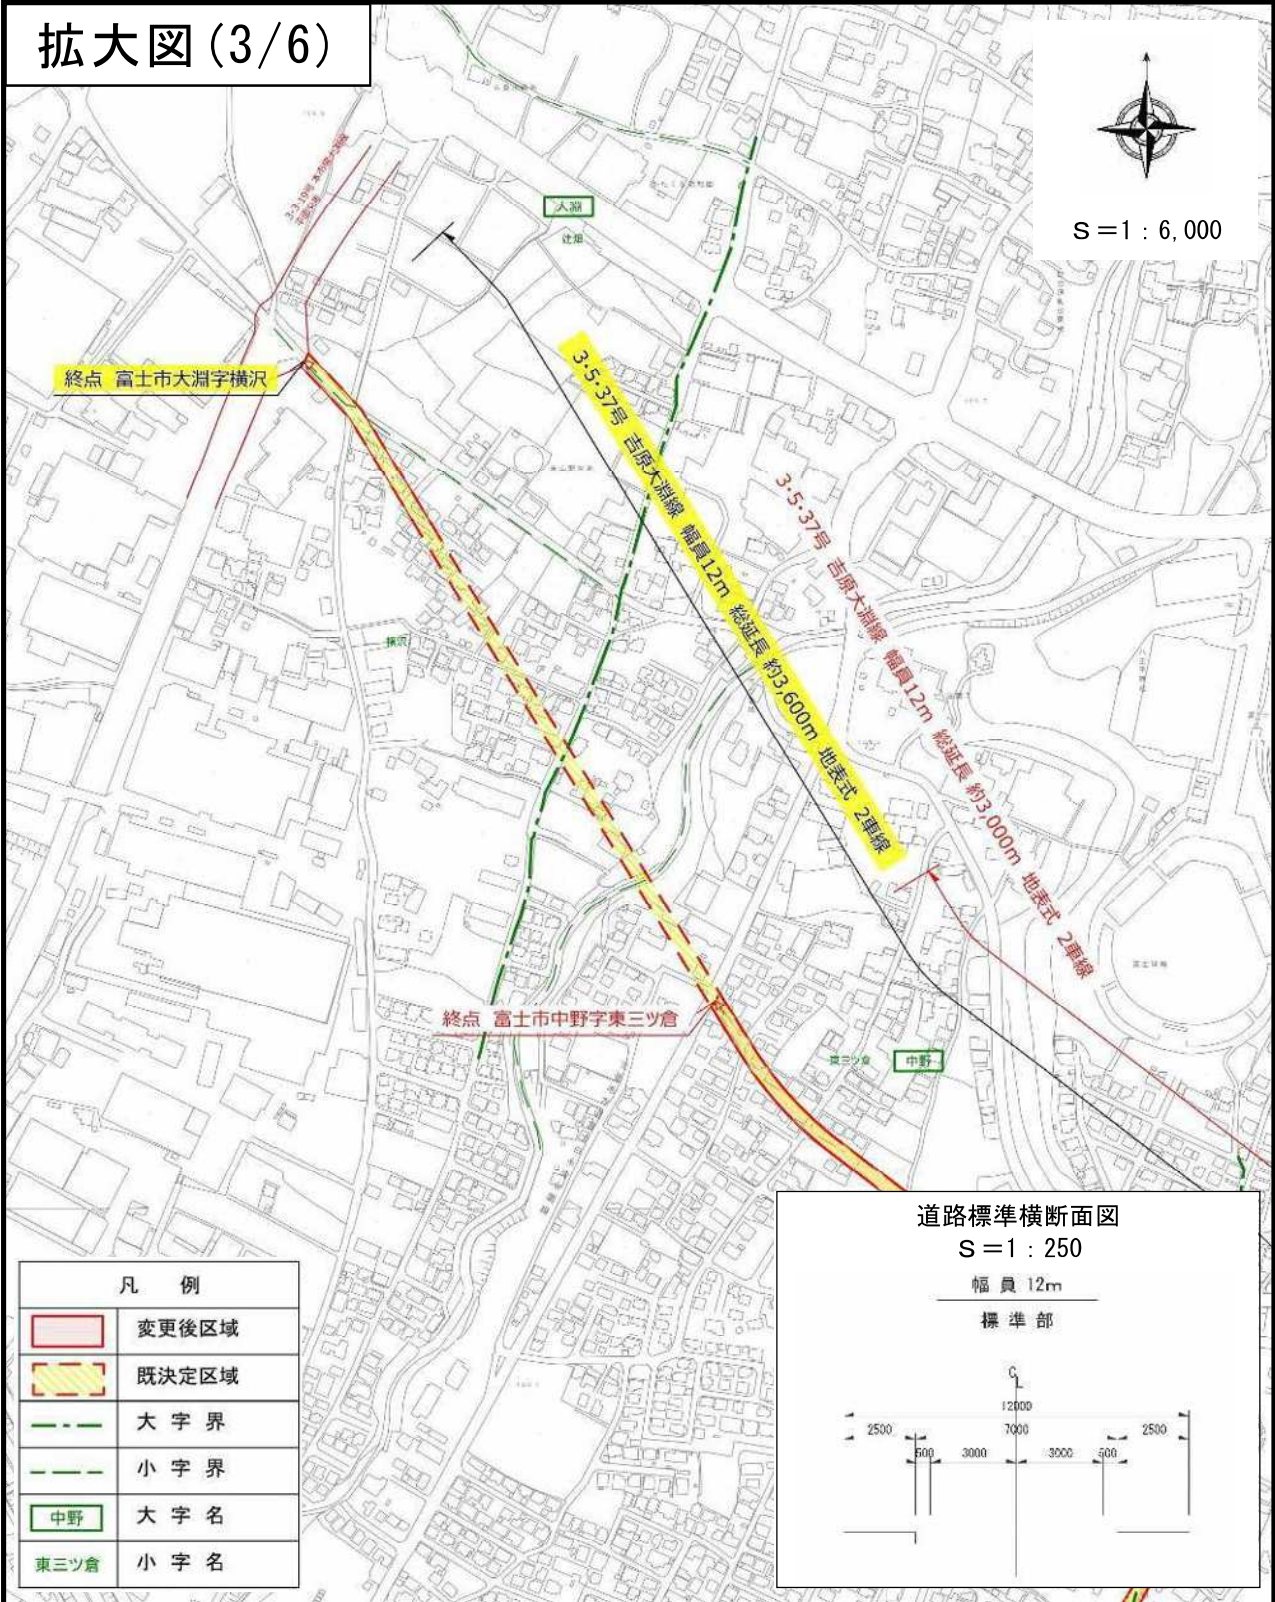 拡大図(3/6)
S=1:6,000
大淵
辻畑
終点 富士市大淵字横沢
3・5・37号 吉原大淵線 幅員12m 総延長 約3,600m 地表式 2車線
3・5・37号 吉原大淵線 幅員12m 総延長 約3,000m 地表式 2車線
横沢
終点 富士市中野字東三ツ倉
東三ツ倉
中野
凡 例
変更後区域
既決定区域
大 字 界
小 字 界
中野 大 字 名
東三ツ倉 小 字 名
道路標準横断面図
S=1:250
幅 員 12m
標 準 部
CL
12000
2500 7000 2500
500 3000 3000 500